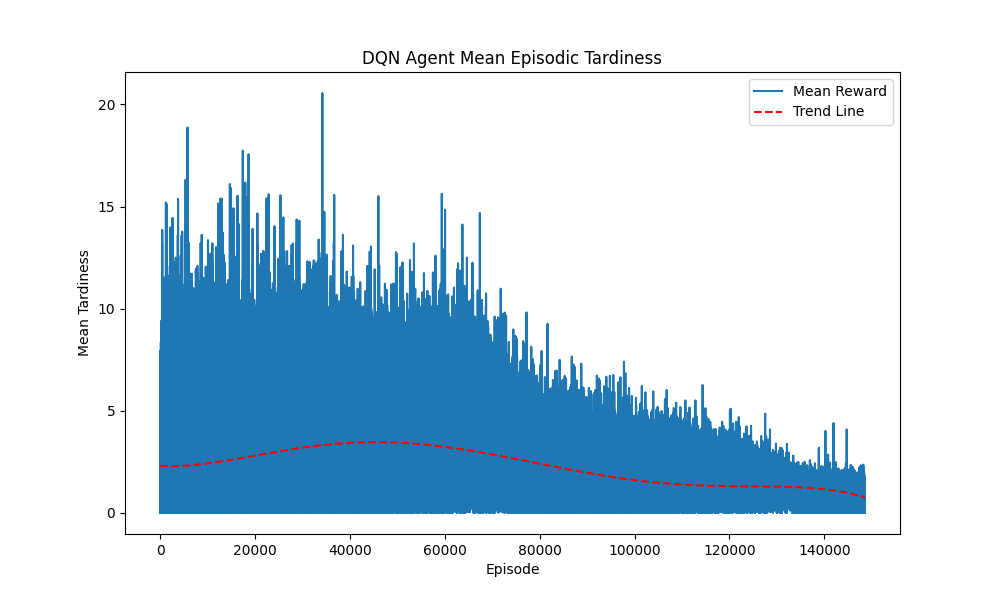 DQN Agent Mean Episodic Tardiness
Mean Reward
Trend Line
20
15
10
5
0
Mean Tardiness
0 20000 40000 60000 80000 100000 120000 140000
Episode